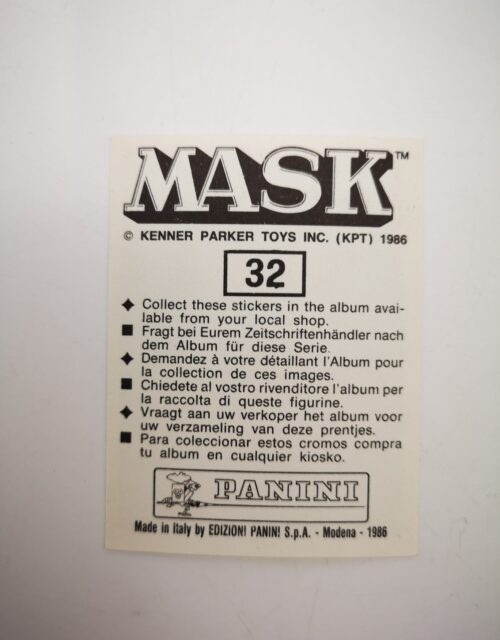 MASK™
© KENNER PARKER TOYS INC. (KPT) 1986
32
◆ Collect these stickers in the album avai-
lable from your local shop.
■ Fragt bei Eurem Zeitschriftenhändler nach
dem Album für diese Serie.
◆ Demandez à votre détaillant l'Album pour
la collection de ces images.
■ Chiedete al vostro rivenditore l'album per
la raccolta di queste figurine.
◆ Vraagt aan uw verkoper het album voor
uw verzameling van deze prentjes.
■ Para coleccionar estos cromos compra
tu album en cualquier kiosko.
PANINI
Made in Italy by EDIZIONI PANINI S.p.A. - Modena - 1986